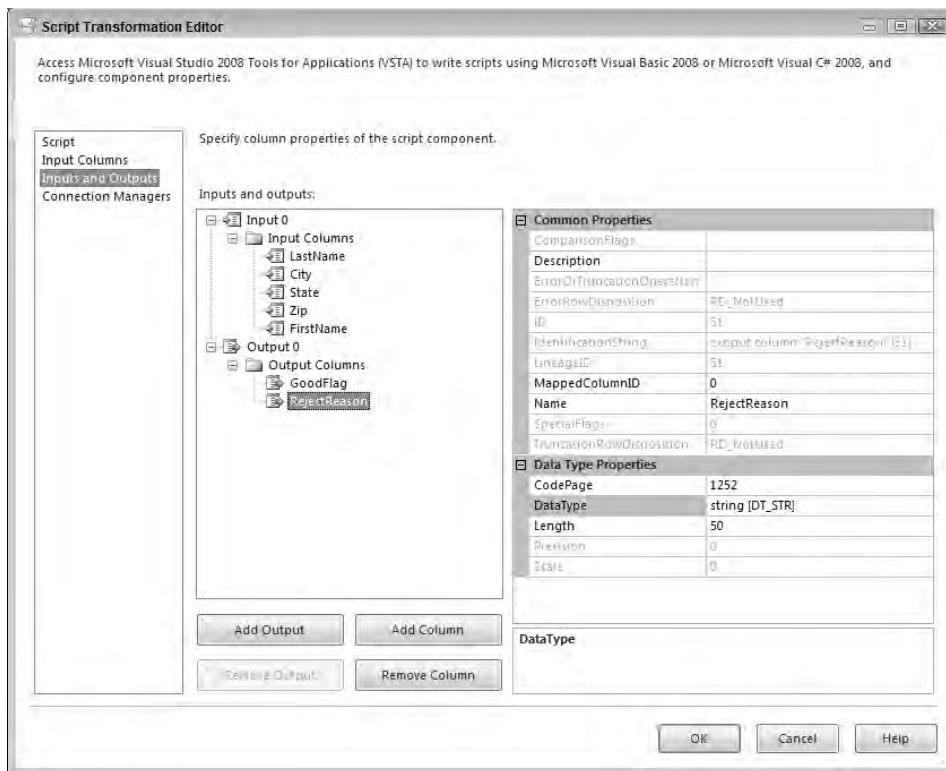 Script Transformation Editor
Access Microsoft Visual Studio 2008 Tools for Applications (VSTA) to write scripts using Microsoft Visual Basic 2008 or Microsoft Visual C# 2008, and
configure component properties.
Script
Input Columns
Inputs and Outputs
Connection Managers
Specify column properties of the script component.
Inputs and outputs:
Input 0
Input Columns
LastName
City
State
Zip
FirstName
Output 0
Output Columns
GoodFlag
RejectReason
Add Output
Add Column
Remove Output
Remove Column
Common Properties
ComparisonFlags
Description
ErrorOrTruncationOperation
ErrorRowDisposition RD_NotUsed
ID
IdentificationString output column "RejectReason"
LineageID
MappedColumnID 0
Name RejectReason
SpecialFlags 0
TruncationRowDisposition RD_NotUsed
Data Type Properties
CodePage 1252
DataType string [DT_STR]
Length 50
Precision 0
Scale 0
DataType
OK
Cancel
Help